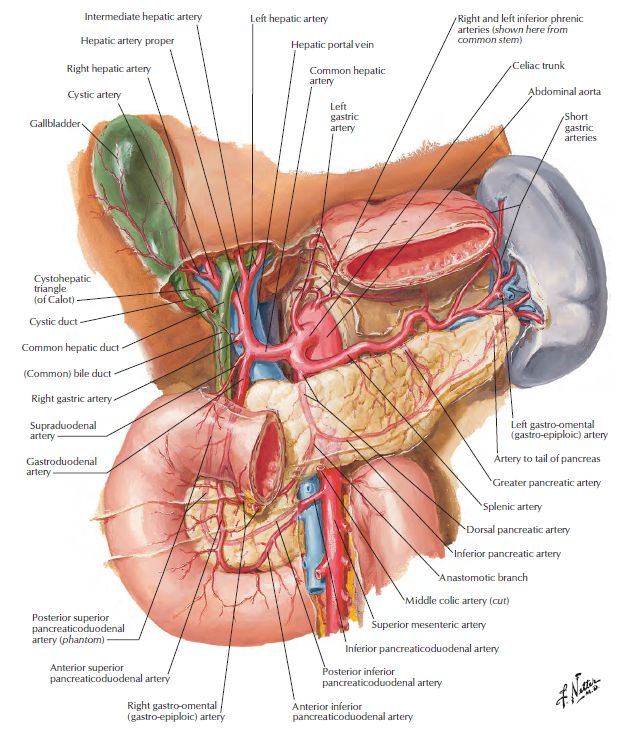 Intermediate hepatic artery
Hepatic artery proper
Right hepatic artery
Cystic artery
Gallbladder
Left hepatic artery
Hepatic portal vein
Common hepatic
artery
Left
gastric
artery
Right and left inferior phrenic
arteries (shown here from
common stem)
Celiac trunk
Abdominal aorta
Short
gastric
arteries
Cystohepatic
triangle
(of Calot)
Cystic duct
Common hepatic duct
(Common) bile duct
Right gastric artery
Supraduodenal
artery
Gastroduodenal
artery
Left gastro-omental
(gastro-epiploic) artery
Artery to tail of pancreas
Greater pancreatic artery
Splenic artery
Dorsal pancreatic artery
Inferior pancreatic artery
Anastomotic branch
Middle colic artery (cut)
Superior mesenteric artery
Inferior pancreaticoduodenal artery
Posterior inferior
pancreaticoduodenal artery
Anterior inferior
pancreaticoduodenal artery
Posterior superior
pancreaticoduodenal
artery (phantom)
Anterior superior
pancreaticoduodenal artery
Right gastro-omental
(gastro-epiploic) artery
F. Netter
M.D.